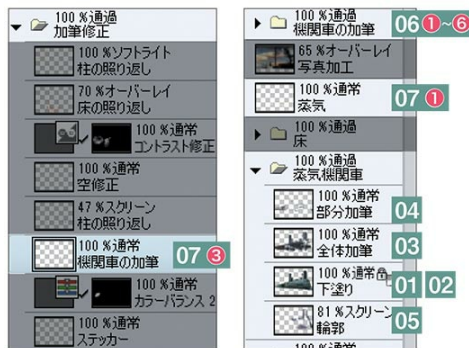 100 %通過
加筆修正
100 %ソフトライト
柱の照り返し
70 %オーバーレイ
床の照り返し
100 %通常
コントラスト修正
100 %通常
空修正
47 %スクリーン
柱の照り返し
100 %通常
機関車の加筆
07 ③
100 %通常
カラーバランス 2
100 %通常
ステッカー
100 %通過
機関車の加筆
06 ①~⑥
65 %オーバーレイ
写真加工
100 %通常
蒸気
07 ①
100 %通過
床
100 %通過
蒸気機関車
100 %通常
部分加筆
04
100 %通常
全体加筆
03
100 %通常
下塗り
01 02
81 %スクリーン
輪郭
05
100 %通常